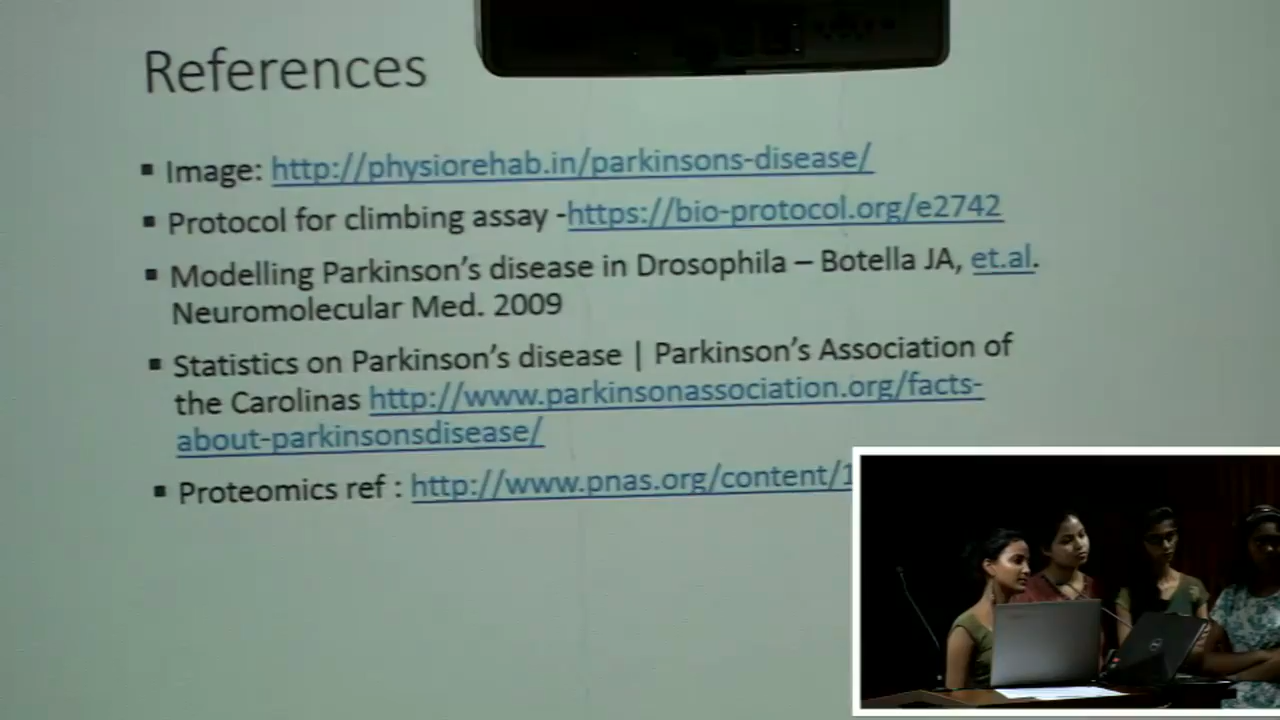 References
▪ Image: http://physiorehab.in/parkinsons-disease/
▪ Protocol for climbing assay -https://bio-protocol.org/e2742
▪ Modelling Parkinson's disease in Drosophila – Botella JA, et.al.
Neuromolecular Med. 2009
▪ Statistics on Parkinson's disease | Parkinson's Association of
the Carolinas http://www.parkinsonassociation.org/facts-
about-parkinsonsdisease/
▪ Proteomics ref : http://www.pnas.org/content/1